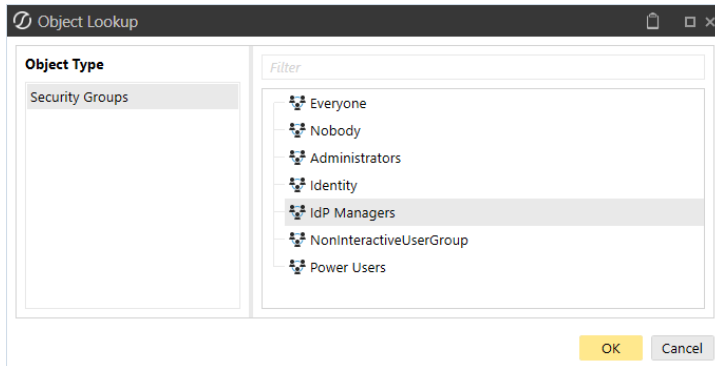 Object Lookup
Object Type
Security Groups
Filter
Everyone
Nobody
Administrators
Identity
IdP Managers
NonInteractiveUserGroup
Power Users
OK
Cancel